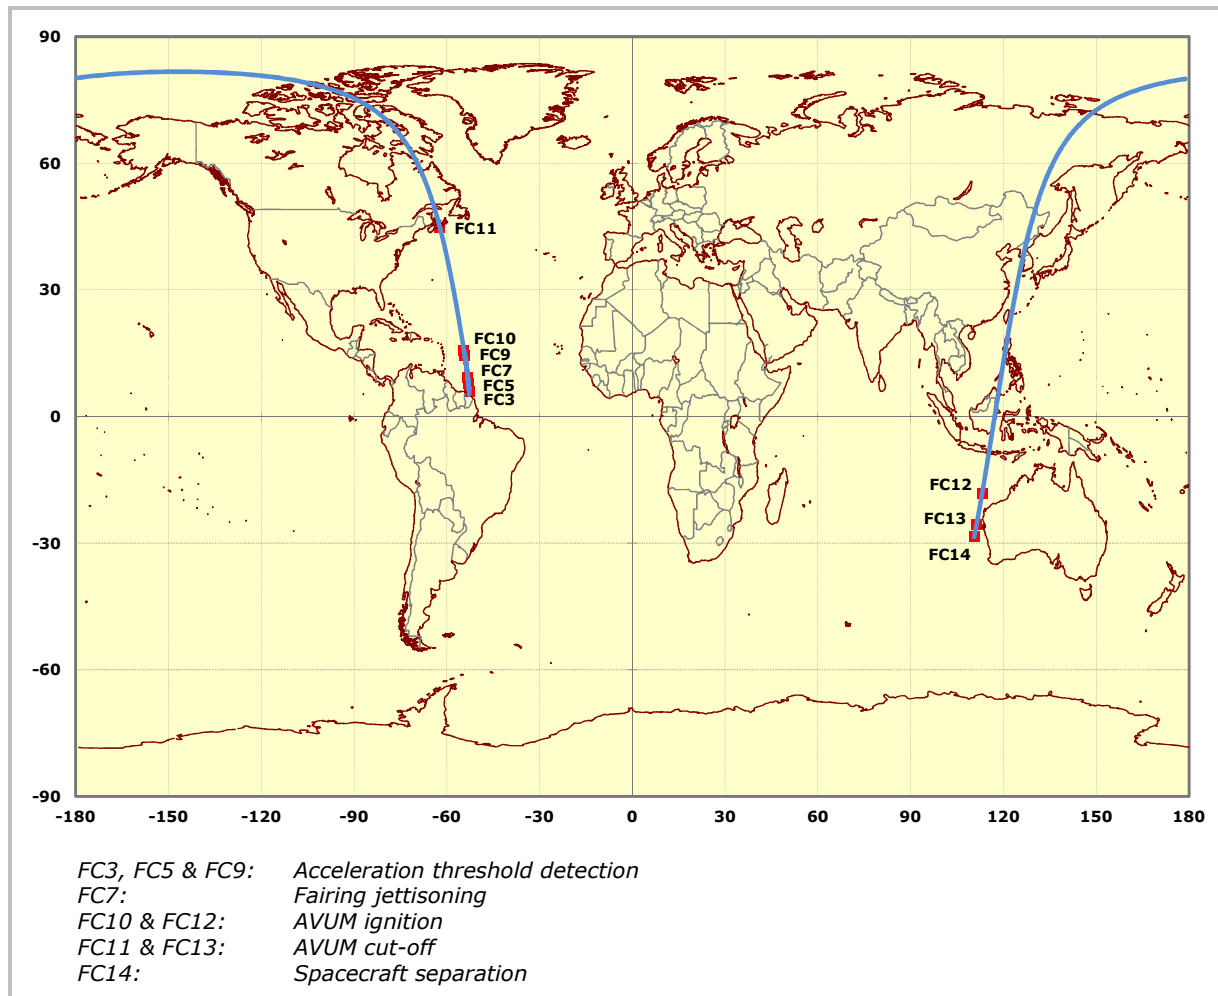 90
60
FC11
30
FC10
FC9
FC7
FC5
FC3
0
FC12
FC13
-30
FC14
-60
-90
-180 -150 -120 -90 -60 -30 0 30 60 90 120 150 180
FC3, FC5 & FC9: Acceleration threshold detection
FC7: Fairing jettisoning
FC10 & FC12: AVUM ignition
FC11 & FC13: AVUM cut-off
FC14: Spacecraft separation